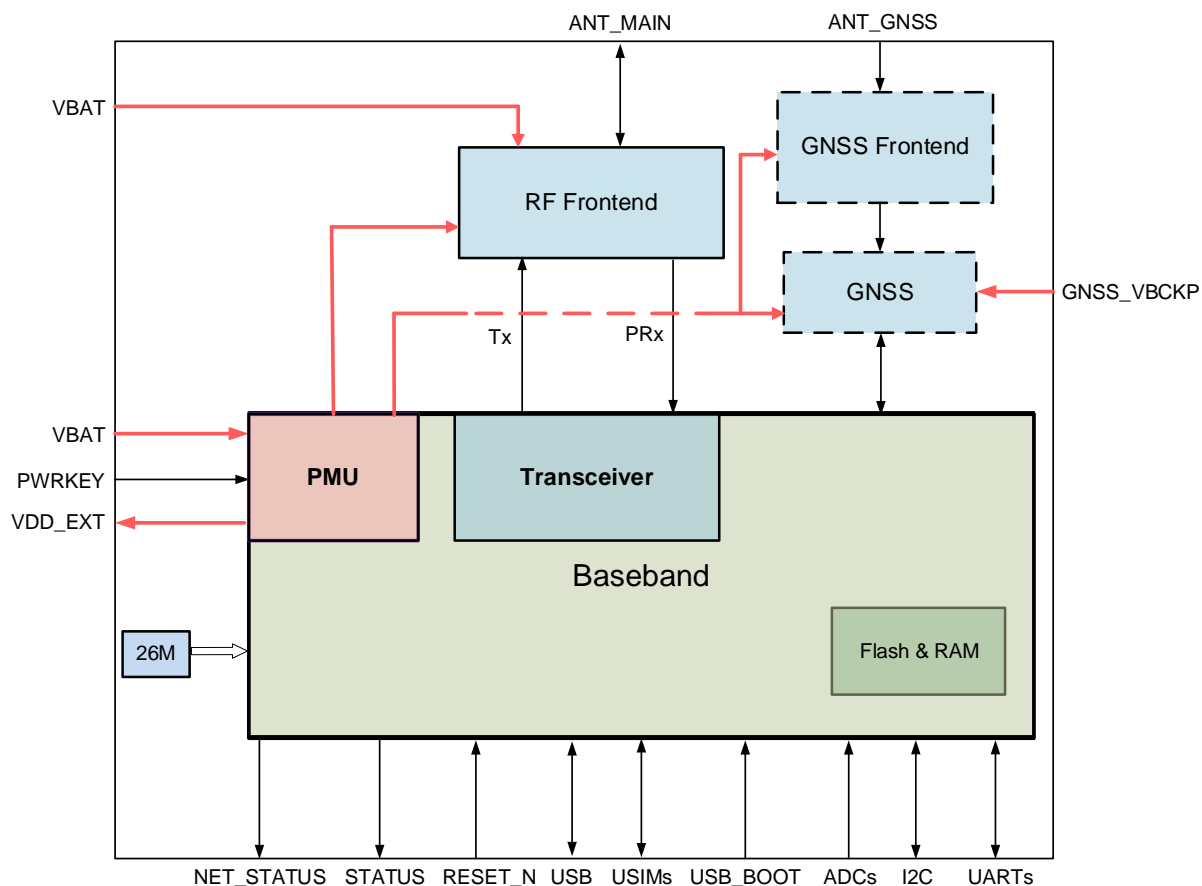 ANT_MAIN
ANT_GNSS
VBAT
GNSS Frontend
RF Frontend
GNSS
GNSS_VBCKP
Tx
PRx
VBAT
PWRKEY
VDD_EXT
PMU
Transceiver
Baseband
26M
Flash & RAM
NET_STATUS
STATUS
RESET_N
USB
USIMs
USB_BOOT
ADCs
I2C
UARTs